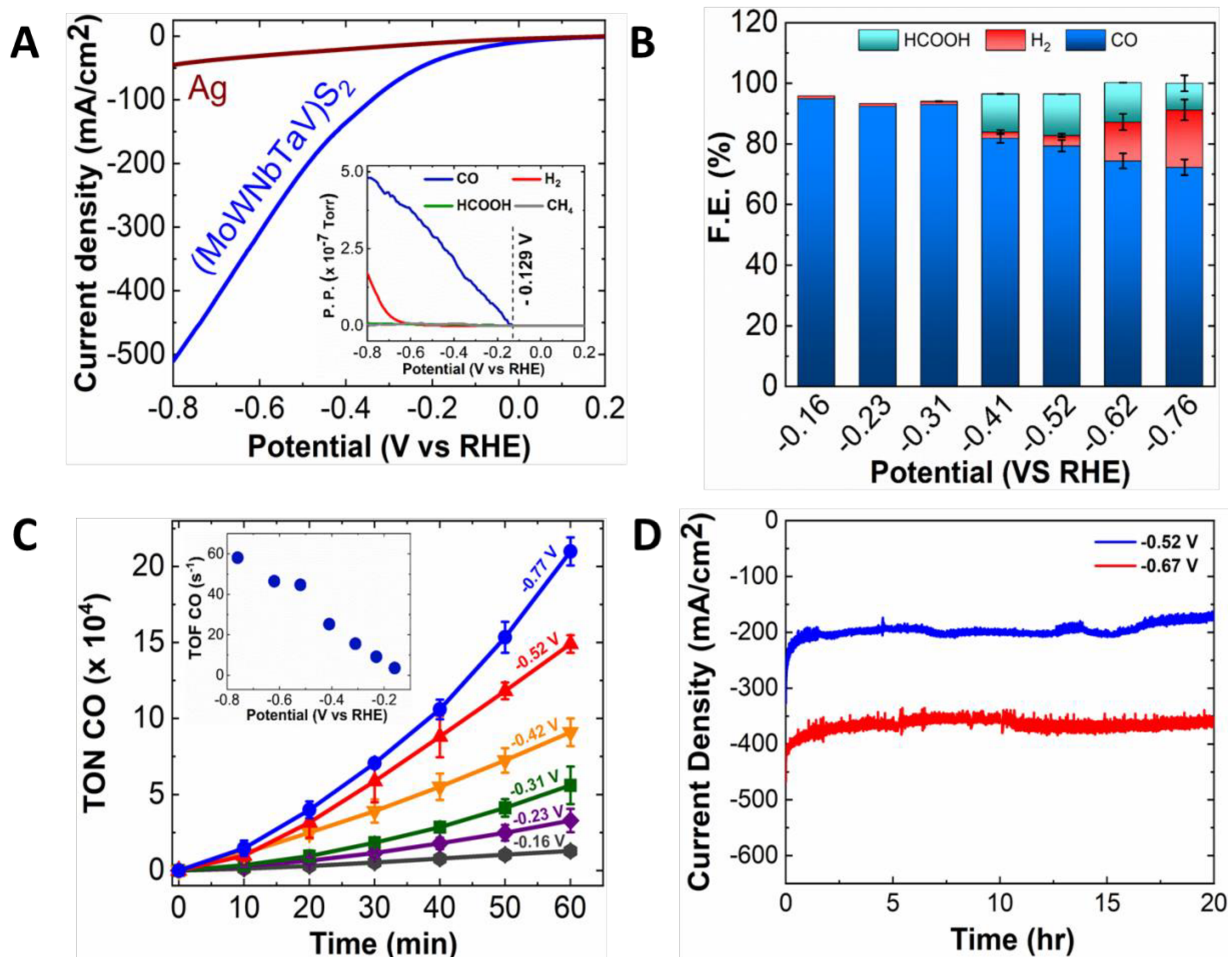 A
Current density (mA/cm2)
0
-100
-200
-300
-400
-500
Ag
(MoWNbTaV)S2
5.0
2.5
0.0
P. P. (x 10-7 Torr)
CO
H2
HCOOH
CH4
- 0.129 V
-0.8 -0.6 -0.4 -0.2 0.0 0.2
Potential (V vs RHE)
-0.8 -0.6 -0.4 -0.2 0.0 0.2
Potential (V vs RHE)
B
F.E. (%)
120
100
80
60
40
20
0
HCOOH H2 CO
-0.16 -0.23 -0.31 -0.41 -0.52 -0.62 -0.76
Potential (VS RHE)
C
TON CO (x 104)
20
15
10
5
0
TOF CO (s-1)
60
40
20
0
-0.8 -0.6 -0.4 -0.2
Potential (V vs RHE)
-0.77 V
-0.52 V
-0.42 V
-0.31 V
-0.23 V
-0.16 V
0 10 20 30 40 50 60
Time (min)
D
Current Density (mA/cm2)
0
-100
-200
-300
-400
-500
-600
-0.52 V
-0.67 V
0 5 10 15 20
Time (hr)